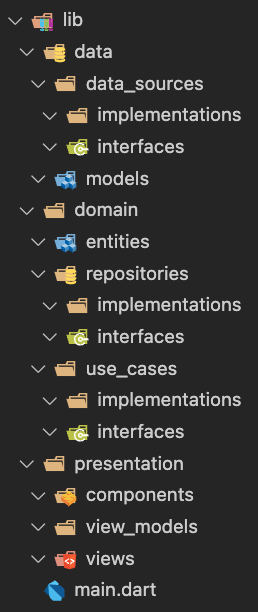 lib
data
data_sources
implementations
interfaces
models
domain
entities
repositories
implementations
interfaces
use_cases
implementations
interfaces
presentation
components
view_models
views
main.dart